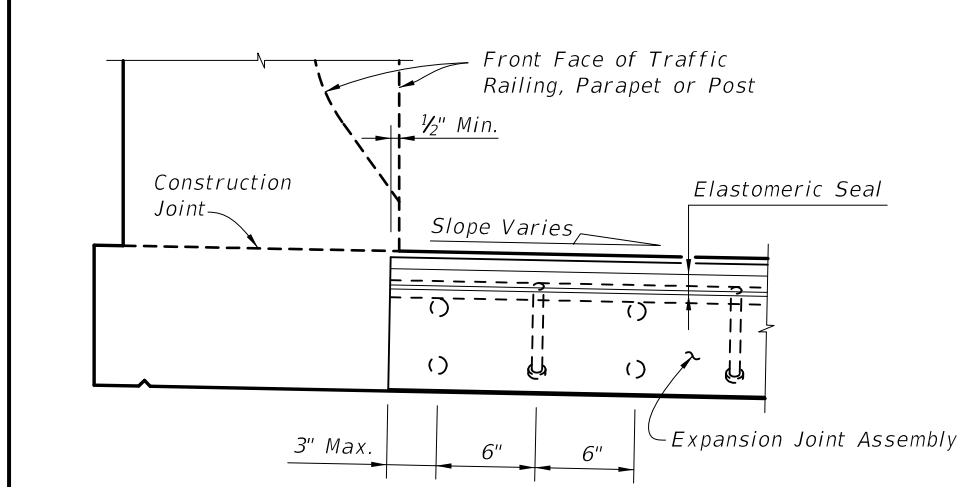 Front Face of Traffic
Railing, Parapet or Post
½" Min.
Construction
Joint
Elastomeric Seal
Slope Varies
3" Max.
6"
6"
Expansion Joint Assembly